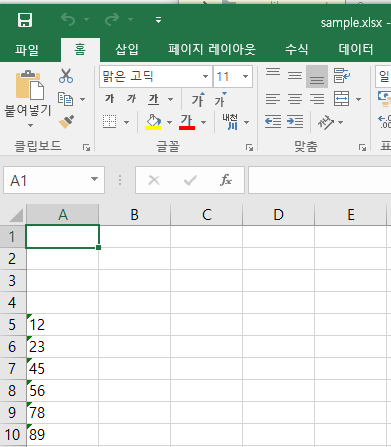 sample.xlsx -
파일 홈 삽입 페이지 레이아웃 수식 데이터
맑은 고딕 11
붙여넣기
가 가 가 가 가 내천 川
클립보드 글꼴 맞춤
A1 fx
A B C D E
1
2
3
4
5 12
6 23
7 45
8 56
9 78
10 89